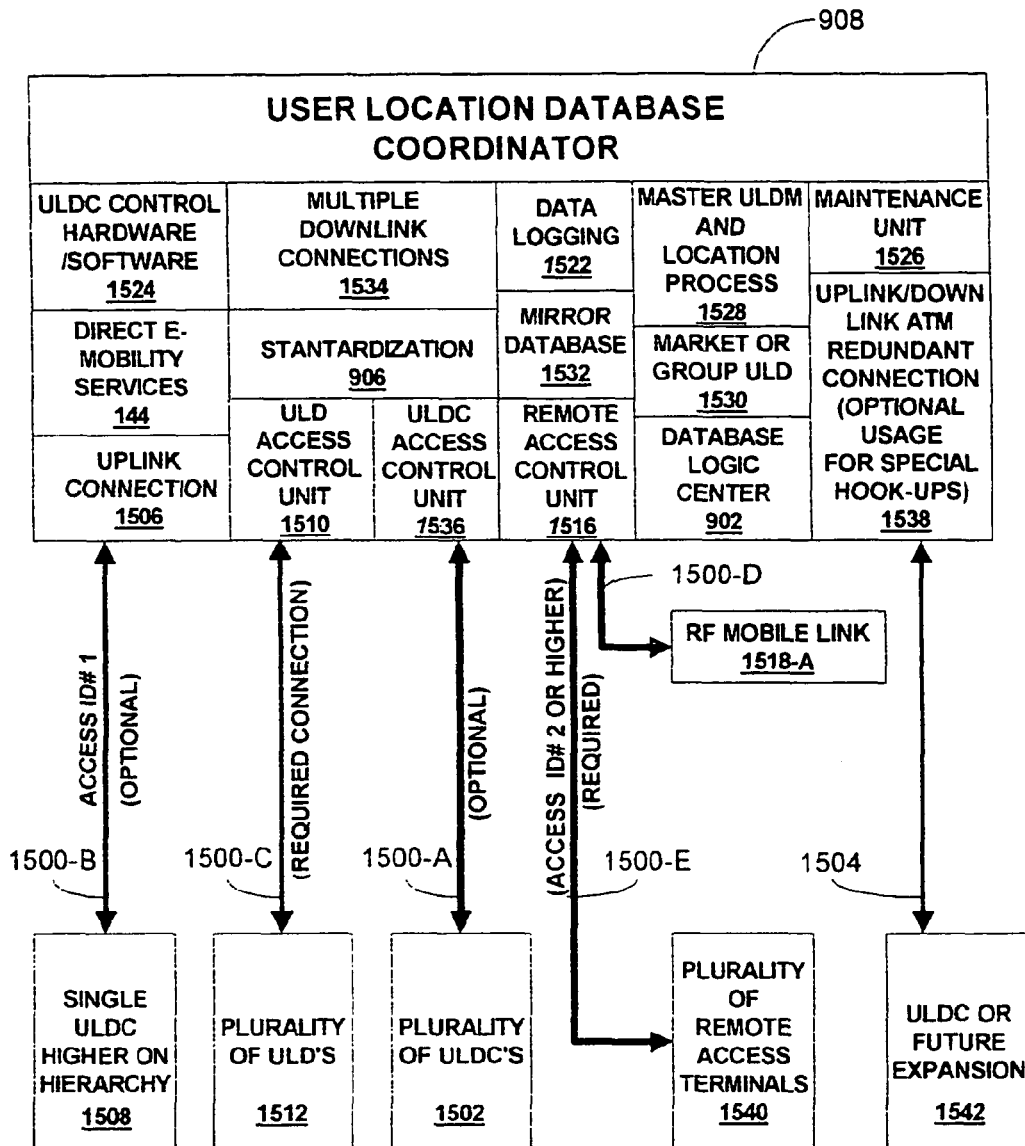 908
USER LOCATION DATABASE
COORDINATOR
ULDC CONTROL
HARDWARE
/SOFTWARE
1524
DIRECT E-
MOBILITY
SERVICES
144
UPLINK
CONNECTION
1506
MULTIPLE
DOWNLINK
CONNECTIONS
1534
STANTARDIZATION
906
ULD
ACCESS
CONTROL
UNIT
1510
ULDC
ACCESS
CONTROL
UNIT
1536
DATA
LOGGING
1522
MIRROR
DATABASE
1532
REMOTE
ACCESS
CONTROL
UNIT
1516
MASTER ULDM
AND
LOCATION
PROCESS
1528
MARKET OR
GROUP ULD
1530
DATABASE
LOGIC
CENTER
902
MAINTENANCE
UNIT
1526
UPLINK/DOWN
LINK ATM
REDUNDANT
CONNECTION
(OPTIONAL
USAGE
FOR SPECIAL
HOOK-UPS)
1538
1500-D
RF MOBILE LINK
1518-A
ACCESS ID# 1
(OPTIONAL)
(REQUIRED CONNECTION)
(OPTIONAL)
(ACCESS ID# 2 OR HIGHER)
(REQUIRED)
1500-B
1500-C
1500-A
1500-E
1504
SINGLE
ULDC
HIGHER ON
HIERARCHY
1508
PLURALITY
OF ULD'S
1512
PLURALITY
OF ULDC'S
1502
PLURALITY
OF
REMOTE
ACCESS
TERMINALS
1540
ULDC OR
FUTURE
EXPANSION
1542